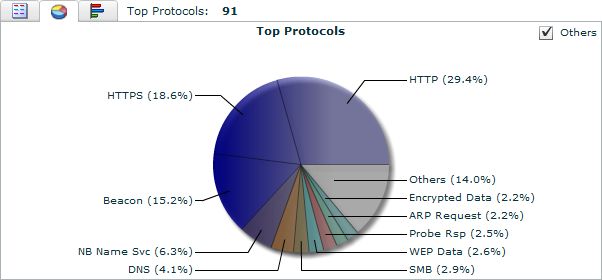 Top Protocols: 91
Top Protocols
Others
HTTP (29.4%)
HTTPS (18.6%)
Beacon (15.2%)
NB Name Svc (6.3%)
DNS (4.1%)
Others (14.0%)
Encrypted Data (2.2%)
ARP Request (2.2%)
Probe Rsp (2.5%)
WEP Data (2.6%)
SMB (2.9%)